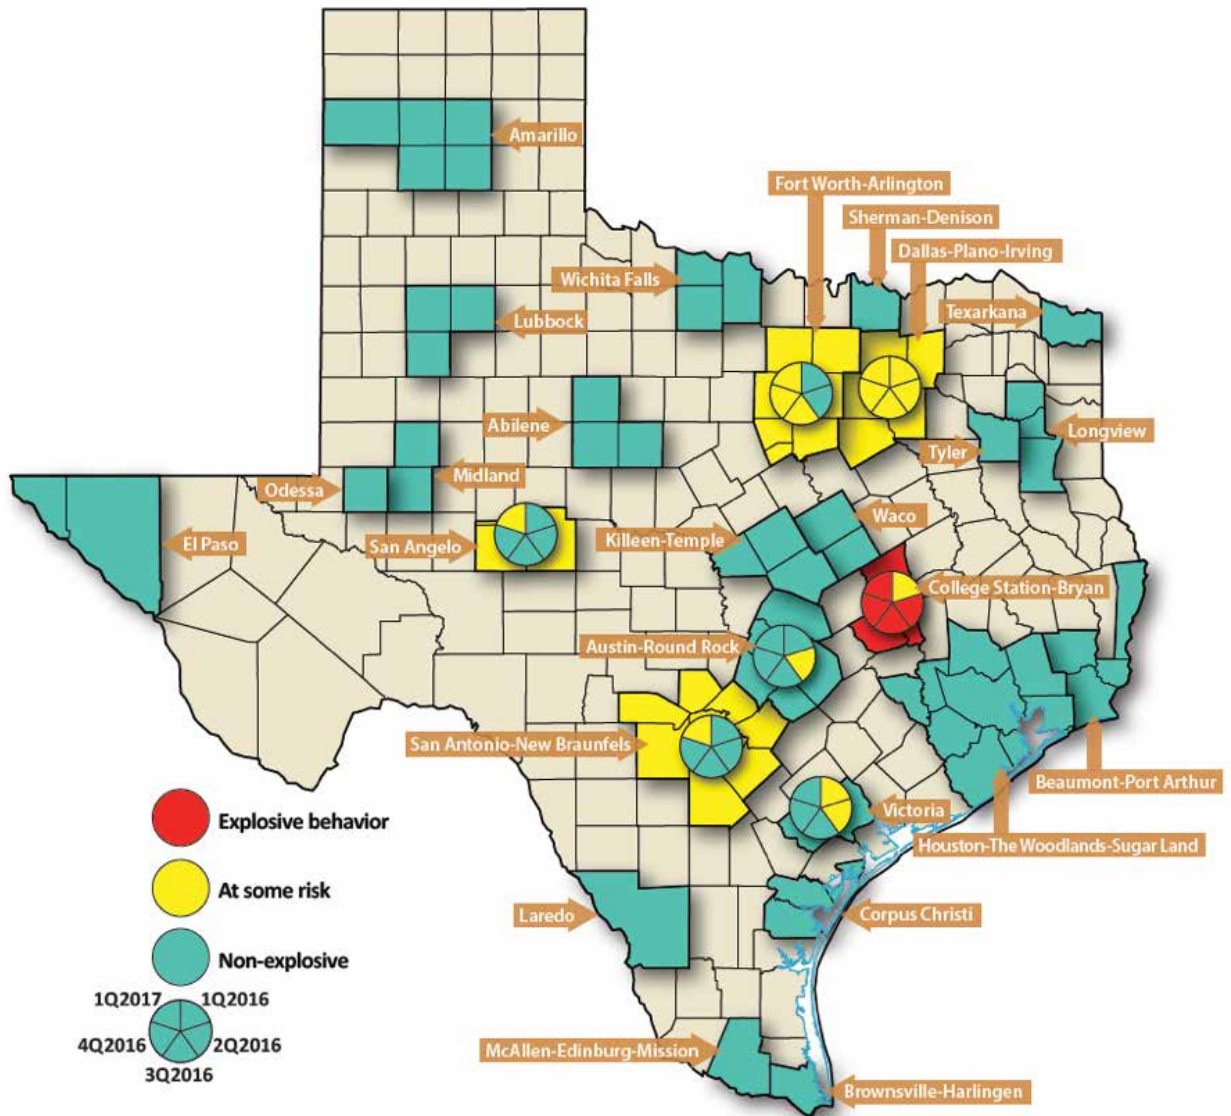 Amarillo
Fort Worth-Arlington
Sherman-Denison
Dallas-Plano-Irving
Wichita Falls
Texarkana
Lubbock
Abilene
Longview
Tyler
Midland
Odessa
Waco
El Paso
San Angelo
Killeen-Temple
College Station-Bryan
Austin-Round Rock
San Antonio-New Braunfels
Beaumont-Port Arthur
Victoria
Houston-The Woodlands-Sugar Land
Laredo
Corpus Christi
McAllen-Edinburg-Mission
Brownsville-Harlingen
Explosive behavior
At some risk
Non-explosive
1Q2017 1Q2016
4Q2016 2Q2016
3Q2016